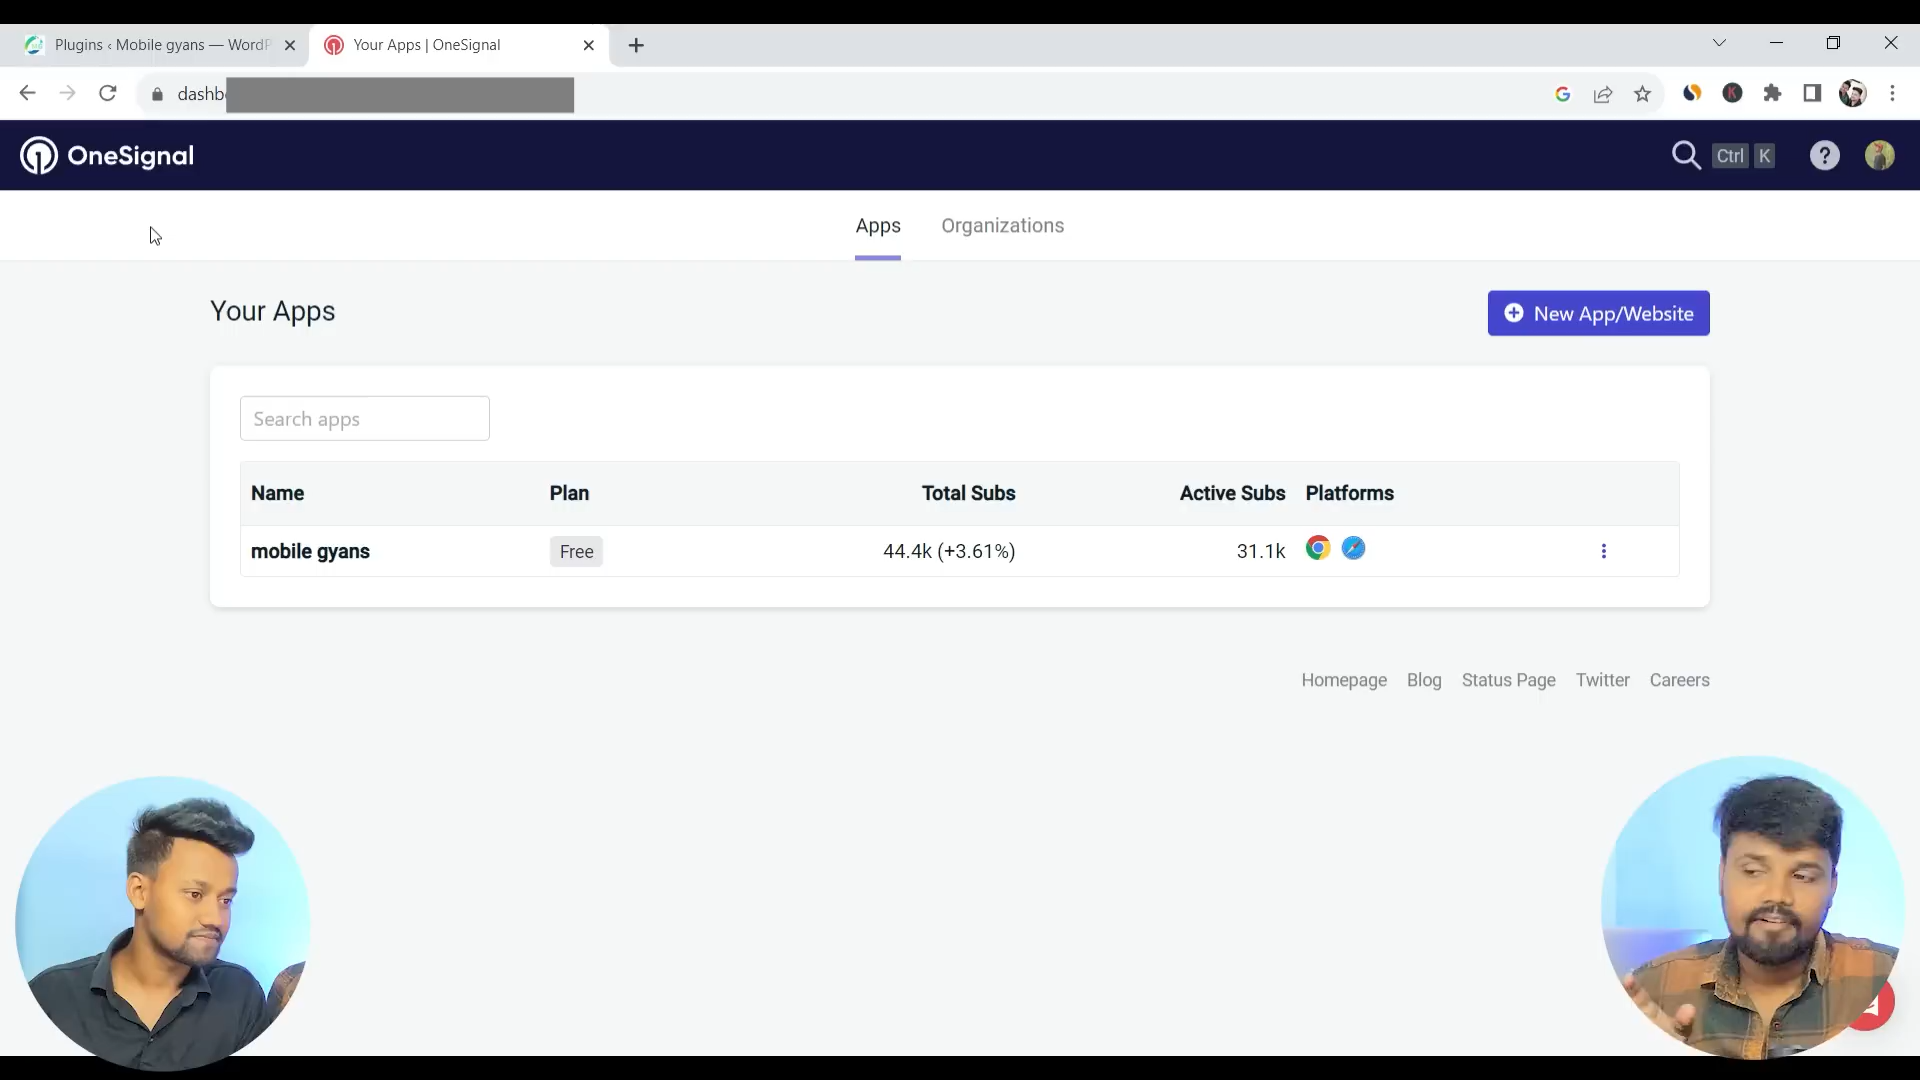 Plugins ‹ Mobile gyans — WordP
Your Apps | OneSignal
dashb
OneSignal
Ctrl K
?
Apps
Organizations
Your Apps
New App/Website
Search apps
Name Plan Total Subs Active Subs Platforms
mobile gyans Free 44.4k (+3.61%) 31.1k
Homepage Blog Status Page Twitter Careers